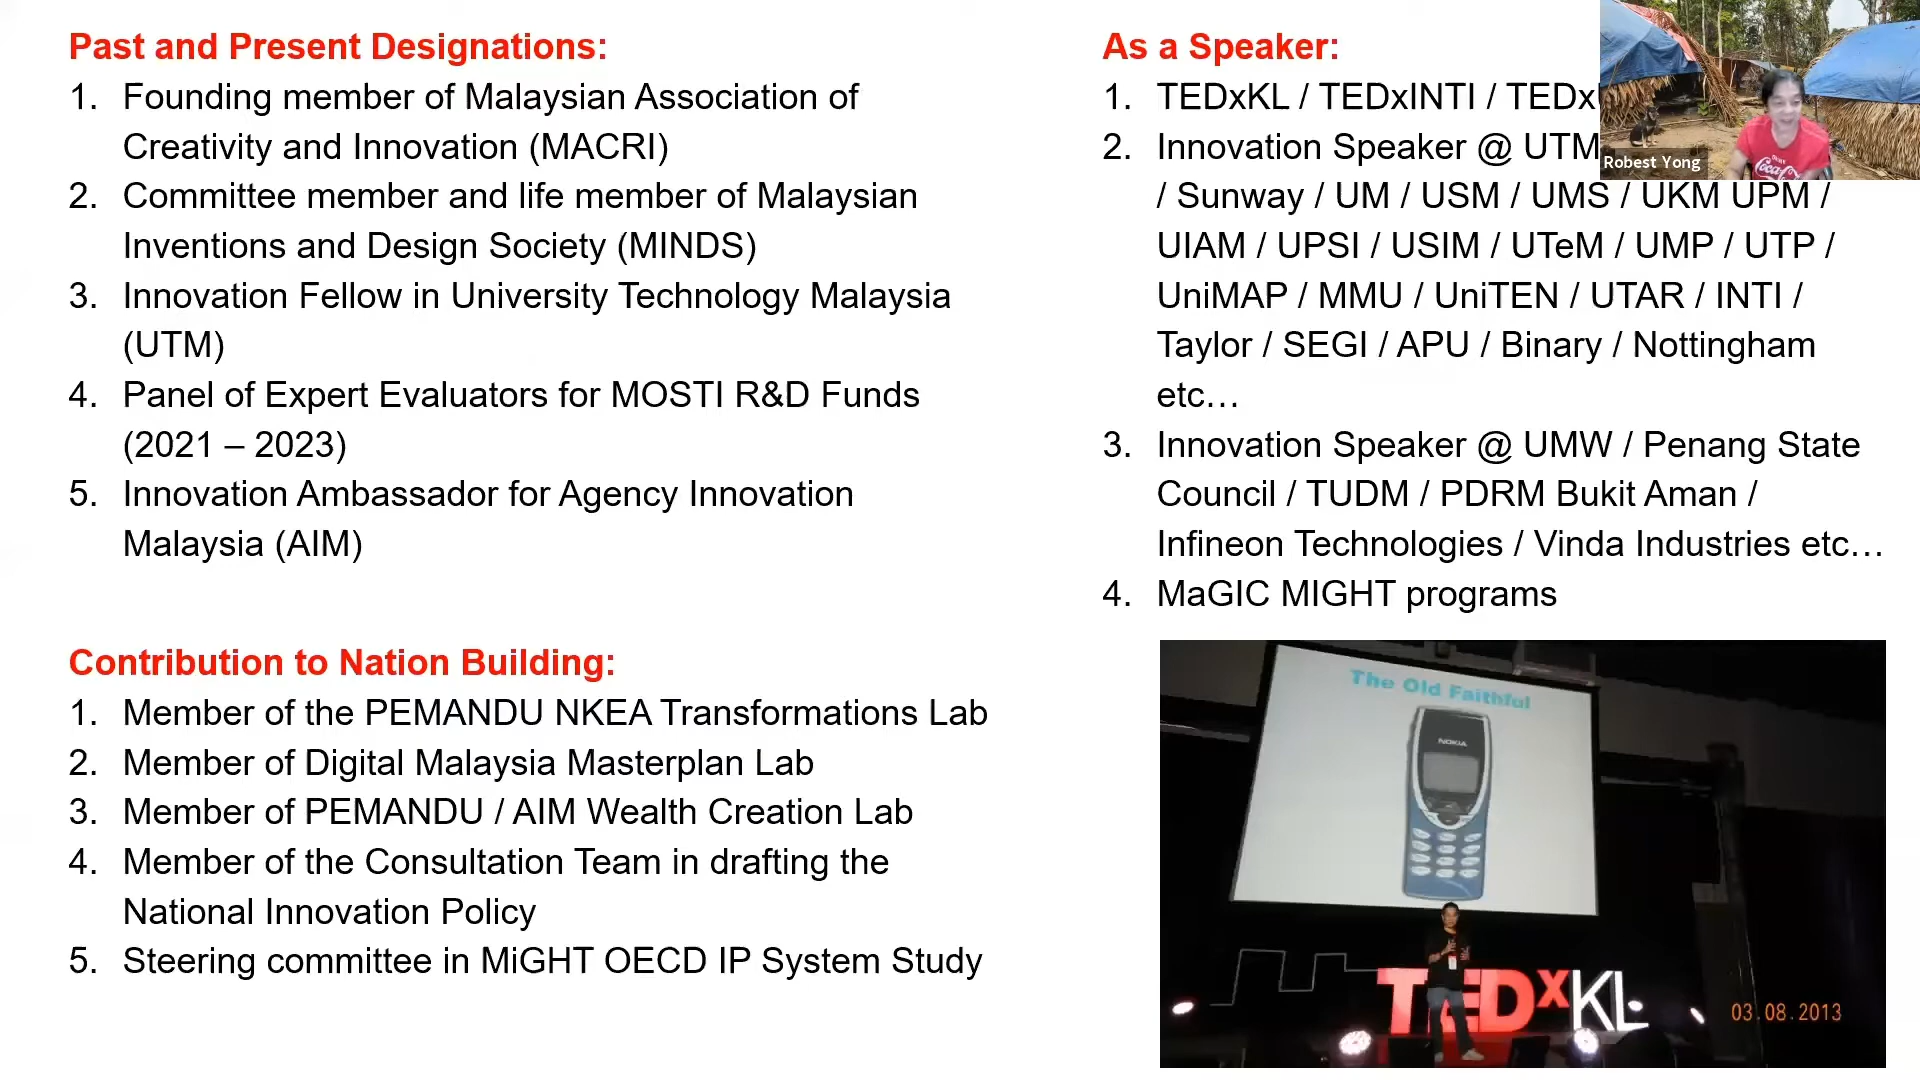 Past and Present Designations:
1. Founding member of Malaysian Association of
Creativity and Innovation (MACRI)
2. Committee member and life member of Malaysian
Inventions and Design Society (MINDS)
3. Innovation Fellow in University Technology Malaysia
(UTM)
4. Panel of Expert Evaluators for MOSTI R&D Funds
(2021 – 2023)
5. Innovation Ambassador for Agency Innovation
Malaysia (AIM)
Contribution to Nation Building:
1. Member of the PEMANDU NKEA Transformations Lab
2. Member of Digital Malaysia Masterplan Lab
3. Member of PEMANDU / AIM Wealth Creation Lab
4. Member of the Consultation Team in drafting the
National Innovation Policy
5. Steering committee in MiGHT OECD IP System Study
As a Speaker:
1. TEDxKL / TEDxINTI / TEDx
2. Innovation Speaker @ UTM
/ Sunway / UM / USM / UMS / UKM UPM /
UIAM / UPSI / USIM / UTeM / UMP / UTP /
UniMAP / MMU / UniTEN / UTAR / INTI /
Taylor / SEGI / APU / Binary / Nottingham
etc…
3. Innovation Speaker @ UMW / Penang State
Council / TUDM / PDRM Bukit Aman /
Infineon Technologies / Vinda Industries etc…
4. MaGIC MIGHT programs
Robest Yong
Coca-Cola
The Old Faithful
NOKIA
TEDxKL
03.08.2013